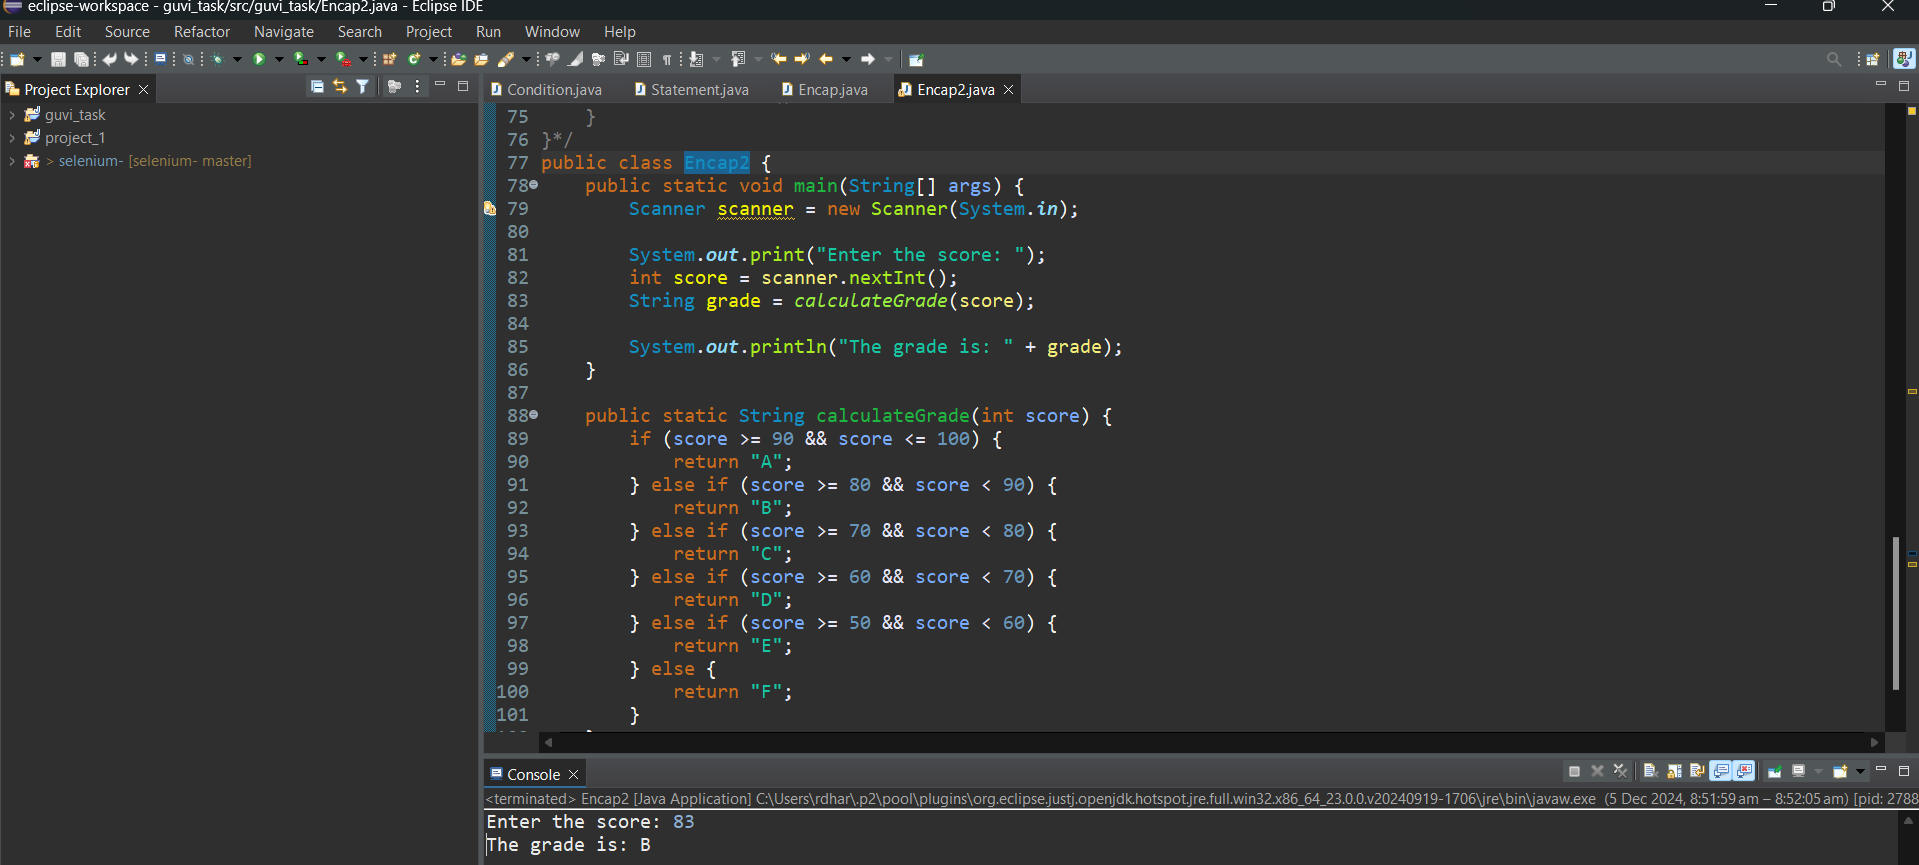 eclipse-workspace - guvi_task/src/guvi_task/Encap2.java - Eclipse IDE
File Edit Source Refactor Navigate Search Project Run Window Help
Project Explorer
Condition.java Statement.java Encap.java Encap2.java
guvi_task
project_1
> selenium- [selenium- master]
75 }
76 }*/
77 public class Encap2 {
78 public static void main(String[] args) {
79 Scanner scanner = new Scanner(System.in);
80
81 System.out.print("Enter the score: ");
82 int score = scanner.nextInt();
83 String grade = calculateGrade(score);
84
85 System.out.println("The grade is: " + grade);
86 }
87
88 public static String calculateGrade(int score) {
89 if (score >= 90 && score <= 100) {
90 return "A";
91 } else if (score >= 80 && score < 90) {
92 return "B";
93 } else if (score >= 70 && score < 80) {
94 return "C";
95 } else if (score >= 60 && score < 70) {
96 return "D";
97 } else if (score >= 50 && score < 60) {
98 return "E";
99 } else {
100 return "F";
101 }
Console
<terminated> Encap2 [Java Application] C:\Users\rdhar\.p2\pool\plugins\org.eclipse.justj.openjdk.hotspot.jre.full.win32.x86_64_23.0.0.v20240919-1706\jre\bin\javaw.exe (5 Dec 2024, 8:51:59 am – 8:52:05 am) [pid: 2788
Enter the score: 83
The grade is: B